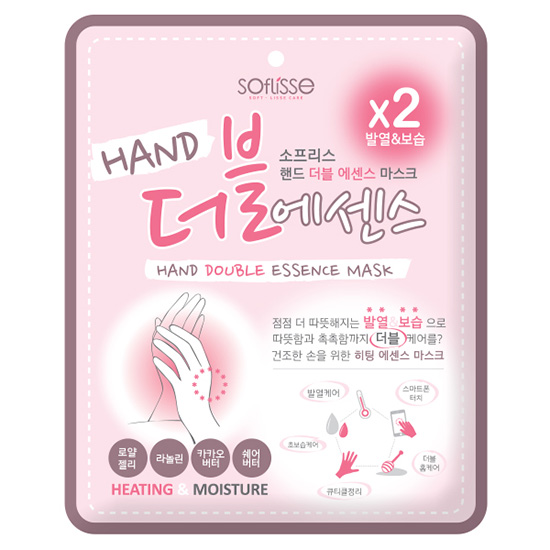 soflisse
SOFT · LISSE CARE
x2
발열&보습
HAND
소프리스
핸드 더블 에센스 마스크
더블에센스
HAND DOUBLE ESSENCE MASK
점점 더 따뜻해지는 발열&보습 으로
따뜻함과 촉촉함까지 더블 케어를?
건조한 손을 위한 히팅 에센스 마스크
발열케어
스마트폰
터치
초보습케어
더블
홈케어
큐티클정리
로얄
젤리
라놀린
카카오
버터
쉐어
버터
HEATING & MOISTURE